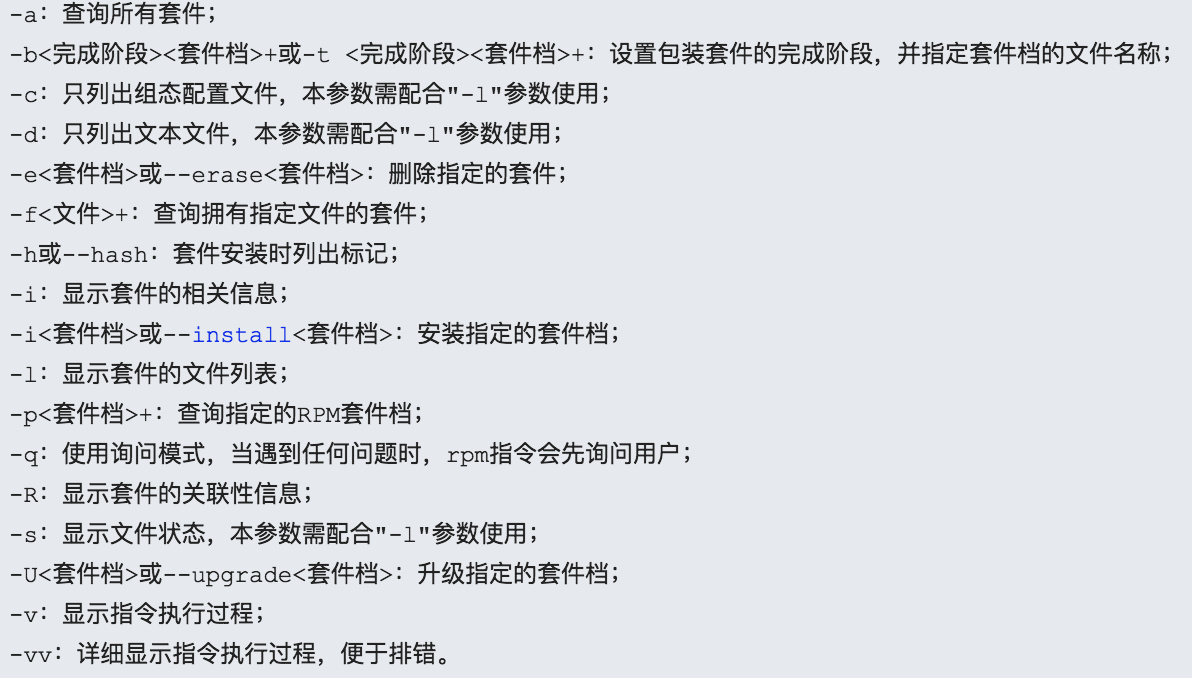 -a：查询所有套件；
-b<完成阶段><套件档>+或-t <完成阶段><套件档>+：设置包装套件的完成阶段，并指定套件档的文件名称；
-c：只列出组态配置文件，本参数需配合"-l"参数使用；
-d：只列出文本文件，本参数需配合"-l"参数使用；
-e<套件档>或--erase<套件档>：删除指定的套件；
-f<文件>+：查询拥有指定文件的套件；
-h或--hash：套件安装时列出标记；
-i：显示套件的相关信息；
-i<套件档>或--install<套件档>：安装指定的套件档；
-l：显示套件的文件列表；
-p<套件档>+：查询指定的RPM套件档；
-q：使用询问模式，当遇到任何问题时，rpm指令会先询问用户；
-R：显示套件的关联性信息；
-s：显示文件状态，本参数需配合"-l"参数使用；
-U<套件档>或--upgrade<套件档>：升级指定的套件档；
-v：显示指令执行过程；
-vv：详细显示指令执行过程，便于排错。